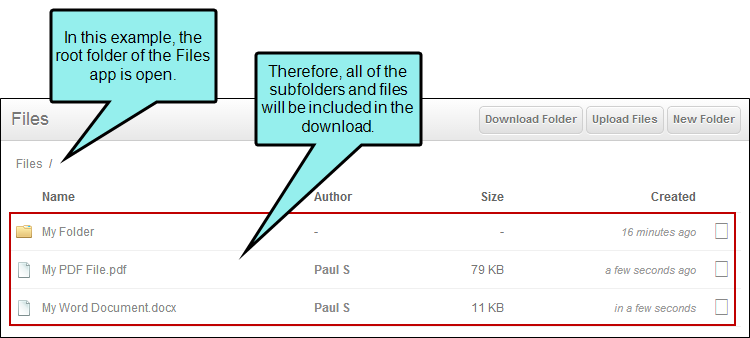 In this example, the
root folder of the Files
app is open.
Therefore, all of the
subfolders and files
will be included in the
download.
Files
Download Folder
Upload Files
New Folder
Files /
Name Author Size Created
My Folder - - 16 minutes ago
My PDF File.pdf Paul S 79 KB a few seconds ago
My Word Document.docx Paul S 11 KB in a few seconds